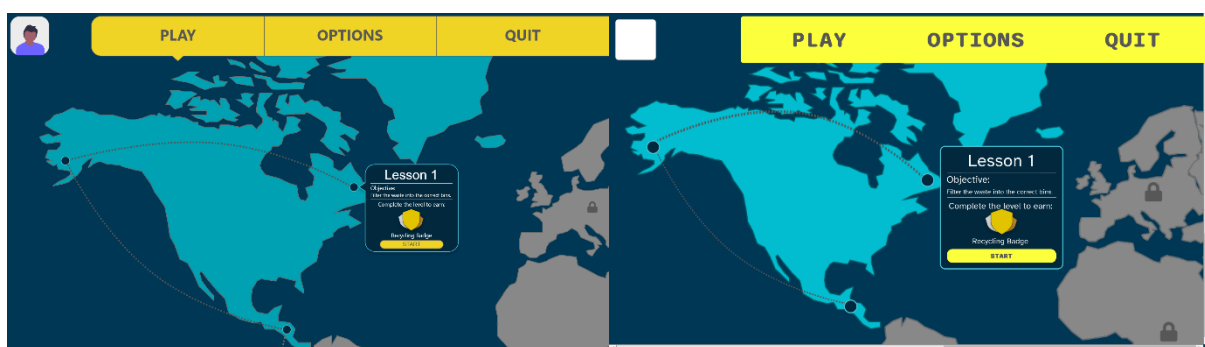 PLAY OPTIONS QUIT
Lesson 1
Objective:
Filter the waste into the correct bins.
Complete the level to earn:
Recycling Badge
START
PLAY OPTIONS QUIT
Lesson 1
Objective:
Filter the waste into the correct bins.
Complete the level to earn:
Recycling Badge
START